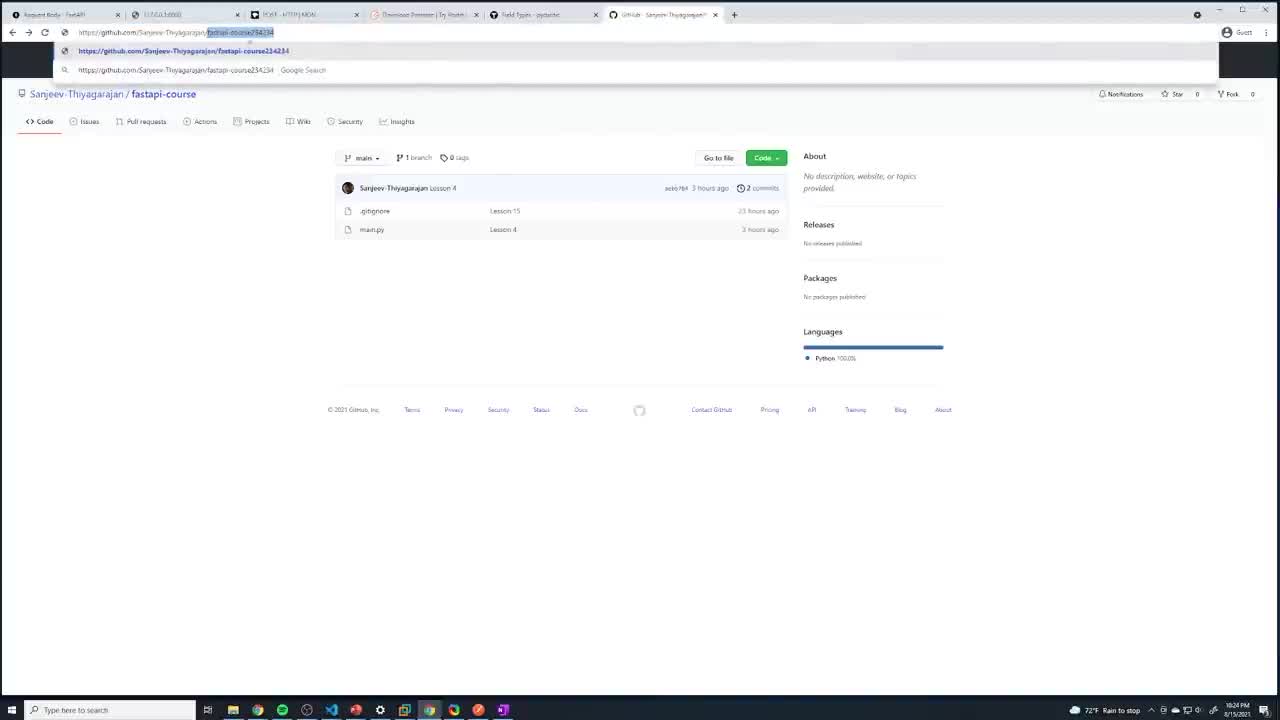 Request Body - FastAPI
127.0.0.1:8000
POST - HTTP | MDN
Download Postman | Try Postm
Field Types - pydantic
GitHub - Sanjeev-Thiyagarajan/f
https://github.com/Sanjeev-Thiyagarajan/fastapi-course234234
Guest
https://github.com/Sanjeev-Thiyagarajan/fastapi-course234234
https://github.com/Sanjeev-Thiyagarajan/fastapi-course234234 - Google Search
Sanjeev-Thiyagarajan / fastapi-course
Notifications
Star 0
Fork 0
Code Issues Pull requests Actions Projects Wiki Security Insights
main
1 branch
0 tags
Go to file
Code
About
No description, website, or topics
provided.
Sanjeev-Thiyagarajan Lesson 4
3 hours ago
2 commits
.gitignore
Lesson 15
23 hours ago
main.py
Lesson 4
3 hours ago
Releases
No releases published
Packages
No packages published
Languages
Python 100.0%
© 2021 GitHub, Inc. Terms Privacy Security Status Docs Contact GitHub Pricing API Training Blog About
Type here to search
72°F Rain to stop
10:24 PM
8/15/2021